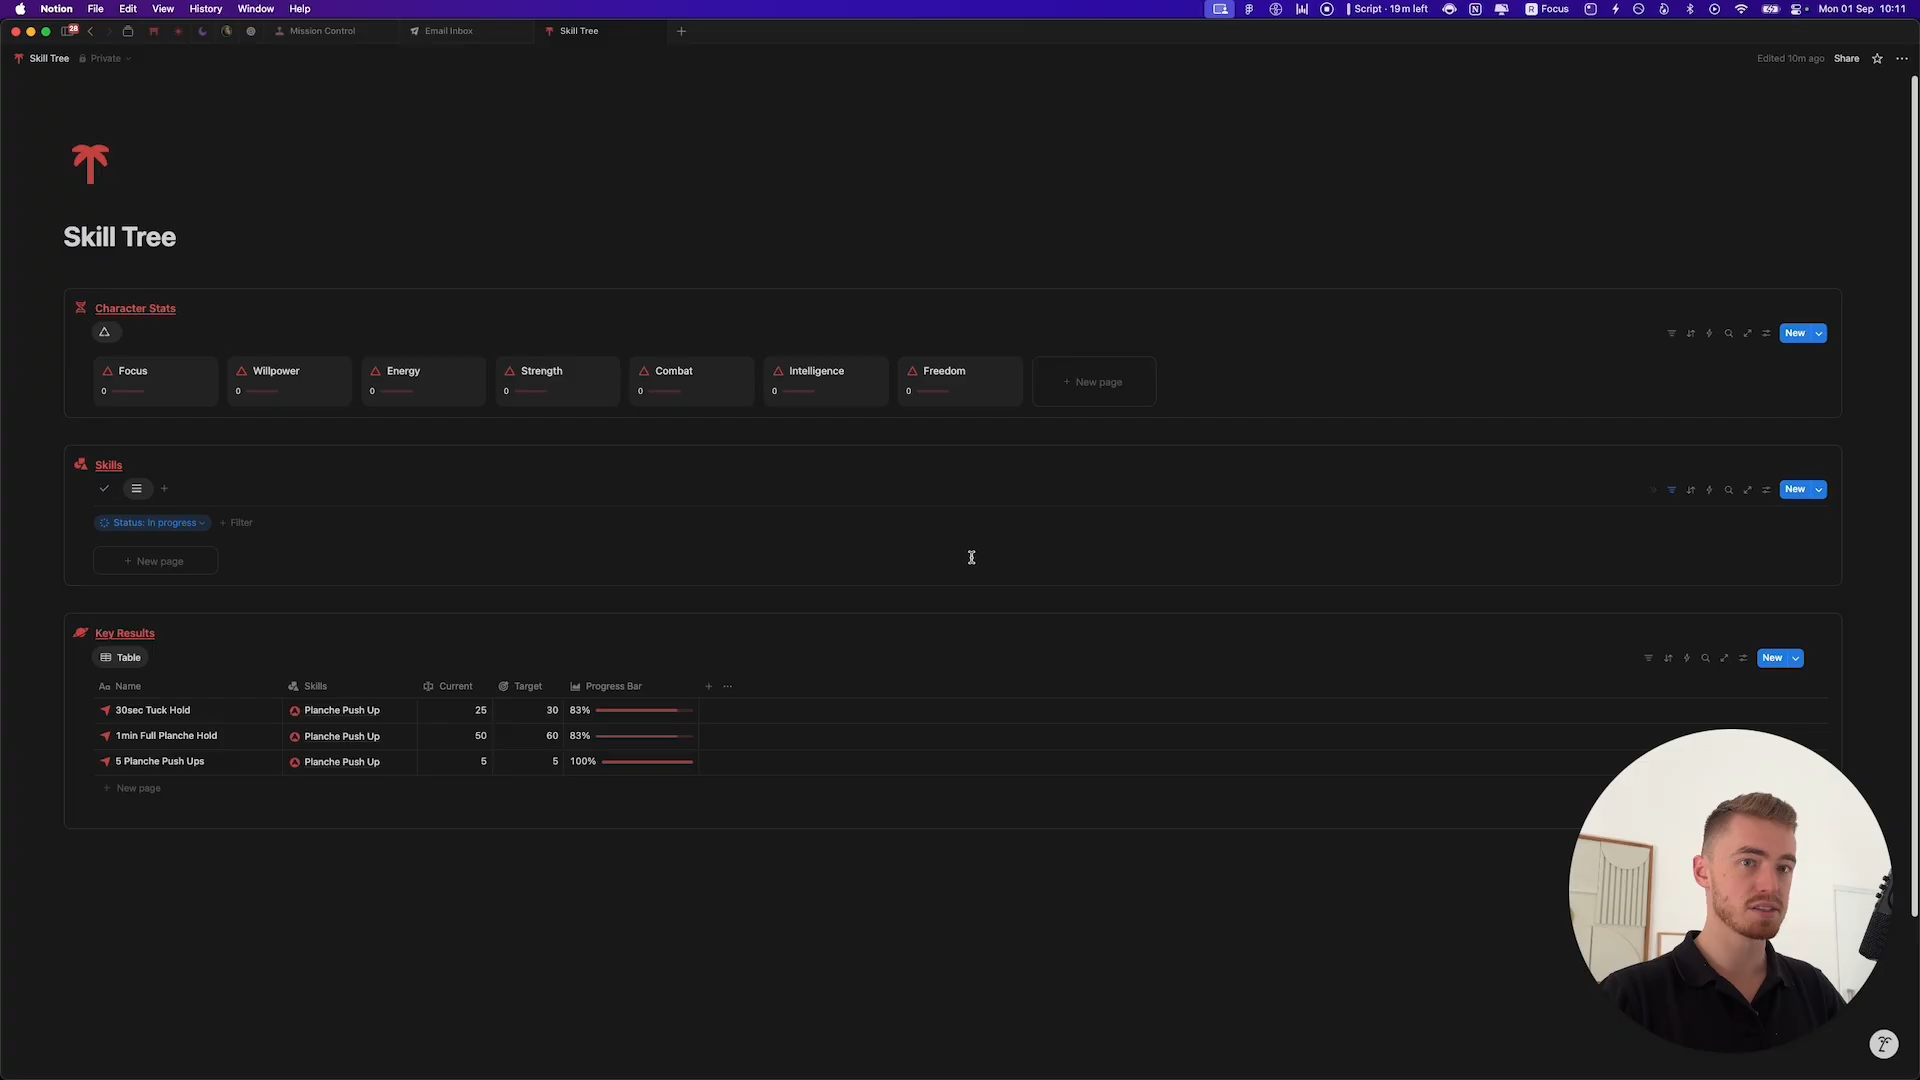 Notion File Edit View History Window Help Script · 19m left Focus Mon 01 Sep 10:11
28 Mission Control Email Inbox Skill Tree
Skill Tree Private Edited 10m ago Share
Skill Tree
Character Stats
New
Focus Willpower Energy Strength Combat Intelligence Freedom
+ New page
0 0 0 0 0 0 0
Skills
New
Status: In progress + Filter
+ New page
Key Results
Table New
Aa Name Skills Current Target Progress Bar
30sec Tuck Hold Planche Push Up 25 30 83%
1min Full Planche Hold Planche Push Up 50 60 83%
5 Planche Push Ups Planche Push Up 5 5 100%
+ New page